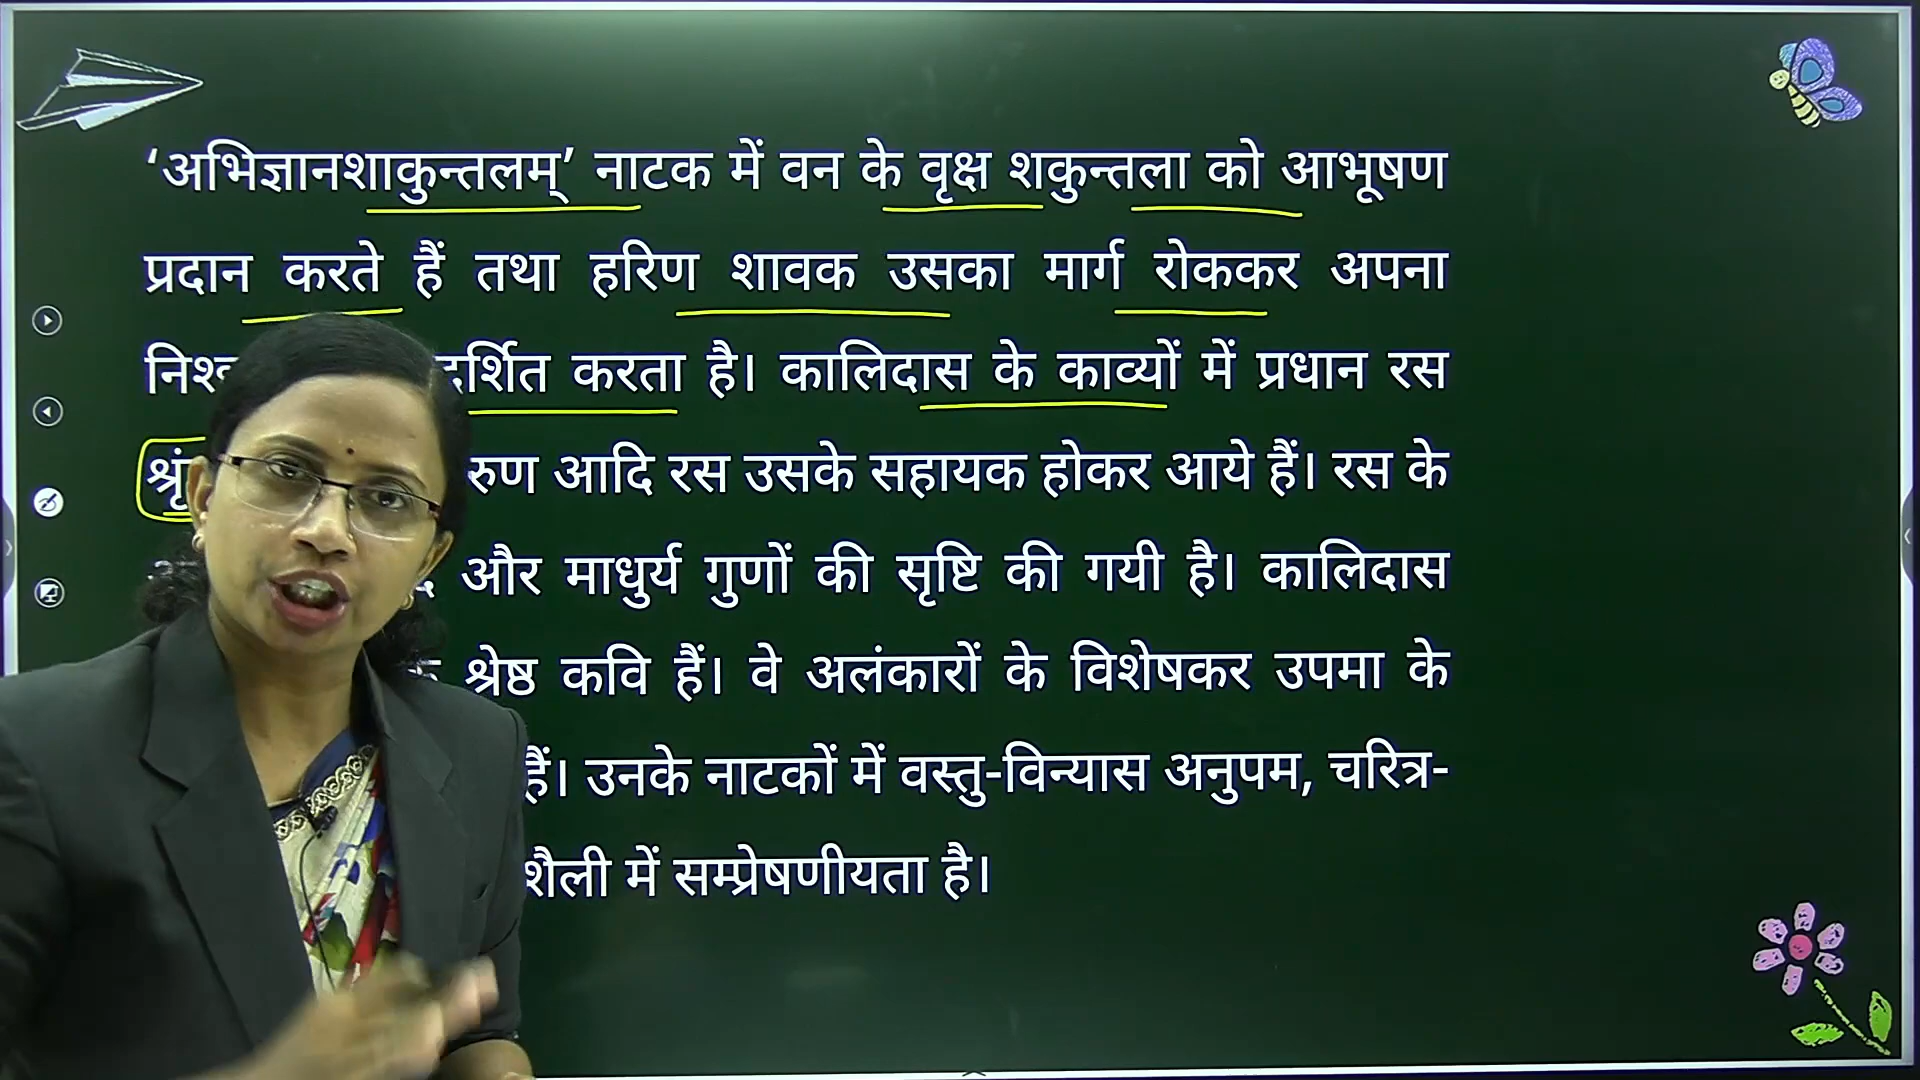 ‘अभिज्ञानशाकुन्तलम्’ नाटक में वन के वृक्ष शकुन्तला को आभूषण
प्रदान करते हैं तथा हरिण शावक उसका मार्ग रोककर अपना
करता है। कालिदास के काव्यों में प्रधान रस
आदि रस उसके सहायक होकर आये हैं। रस के
और माधुर्य गुणों की सृष्टि की गयी है। कालिदास
श्रेष्ठ कवि हैं। वे अलंकारों के विशेषकर उपमा के
हैं। उनके नाटकों में वस्तु-विन्यास अनुपम, चरित्र-
शैली में सम्प्रेषणीयता है।